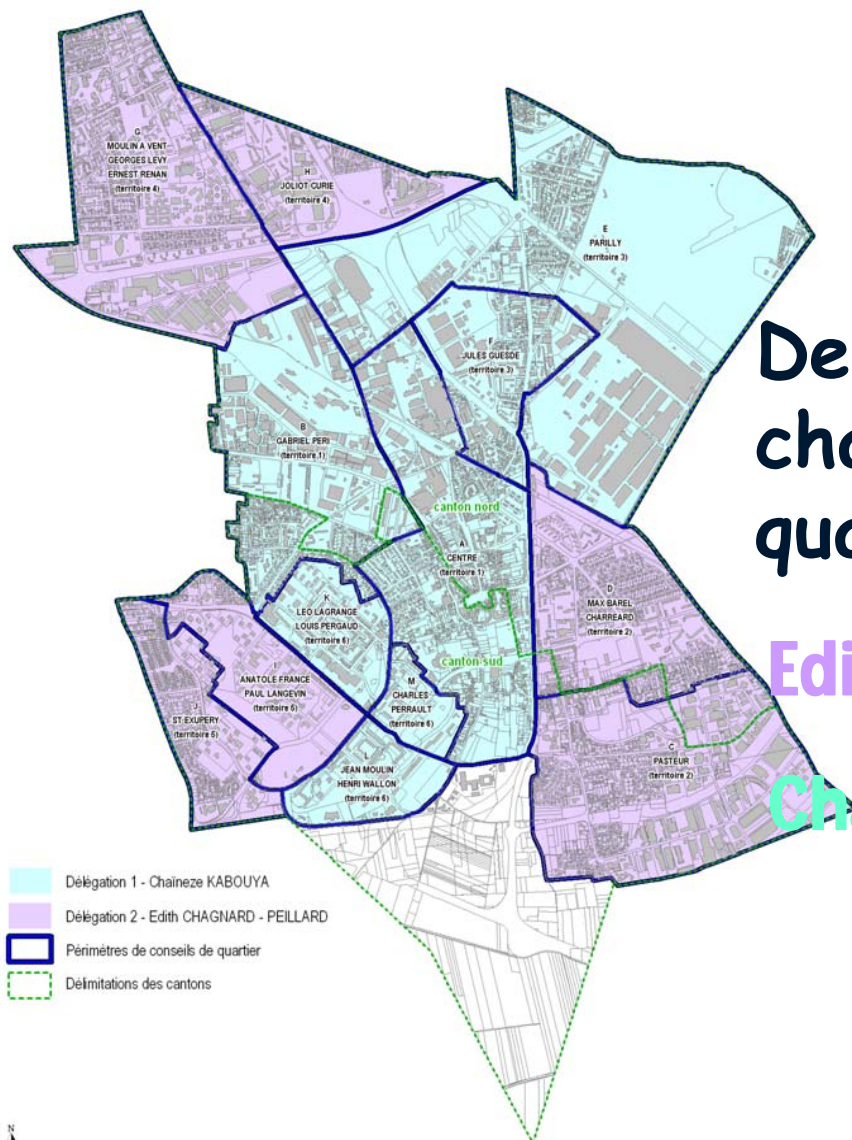 G
MOULIN A VENT
GEORGES LEVY
ERNEST RENAN
(territoire 4)
H
JOLIOT CURIE
(territoire 4)
E
PARILLY
(territoire 3)
F
JULES GUESDE
(territoire 3)
De
cha
qua
B
GABRIEL PERI
(territoire 1)
canton nord
A
CENTRE
(territoire 1)
D
MAX BAREL
CHARREARD
(territoire 2)
K
LEO LAGRANGE
LOUIS PERGAUD
(territoire 6)
canton sud
Edi
I
ANATOLE FRANCE
PAUL LANGEVIN
(territoire 5)
M
CHARLES
PERRAULT
(territoire 6)
J
ST EXUPERY
(territoire 5)
C
PASTEUR
(territoire 2)
L
JEAN MOULIN
HENRI WALLON
(territoire 6)
Cha
Délégation 1 - Chaïneze KABOUYA
Délégation 2 - Edith CHAGNARD - PEILLARD
Périmètres de conseils de quartier
Délimitations des cantons
N